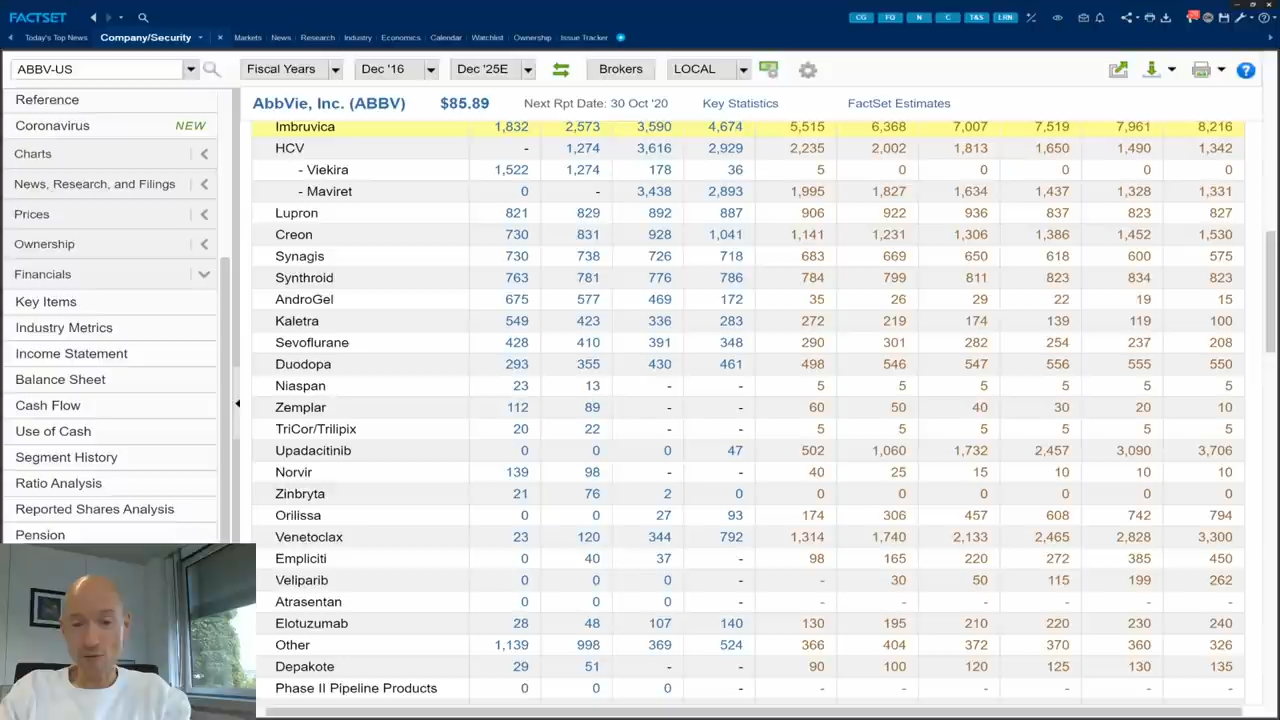 FACTSET
CG FQ N C T&S LRN
Today's Top News Company/Security Markets News Research Industry Economics Calendar Watchlist Ownership Issue Tracker
ABBV-US Fiscal Years Dec '16 Dec '25E Brokers LOCAL
AbbVie, Inc. (ABBV) $85.89 Next Rpt Date: 30 Oct '20 Key Statistics FactSet Estimates
Reference
Coronavirus NEW
Charts
News, Research, and Filings
Prices
Ownership
Financials
Key Items
Industry Metrics
Income Statement
Balance Sheet
Cash Flow
Use of Cash
Segment History
Ratio Analysis
Reported Shares Analysis
Pension
Imbruvica 1,832 2,573 3,590 4,674 5,515 6,368 7,007 7,519 7,961 8,216
HCV - 1,274 3,616 2,929 2,235 2,002 1,813 1,650 1,490 1,342
- Viekira 1,522 1,274 178 36 5 0 0 0 0 0
- Maviret 0 - 3,438 2,893 1,995 1,827 1,634 1,437 1,328 1,331
Lupron 821 829 892 887 906 922 936 837 823 827
Creon 730 831 928 1,041 1,141 1,231 1,306 1,386 1,452 1,530
Synagis 730 738 726 718 683 669 650 618 600 575
Synthroid 763 781 776 786 784 799 811 823 834 823
AndroGel 675 577 469 172 35 26 29 22 19 15
Kaletra 549 423 336 283 272 219 174 139 119 100
Sevoflurane 428 410 391 348 290 301 282 254 237 208
Duodopa 293 355 430 461 498 546 547 556 555 550
Niaspan 23 13 - - 5 5 5 5 5 5
Zemplar 112 89 - - 60 50 40 30 20 10
TriCor/Trilipix 20 22 - - 5 5 5 5 5 5
Upadacitinib 0 0 0 47 502 1,060 1,732 2,457 3,090 3,706
Norvir 139 98 - - 40 25 15 10 10 10
Zinbryta 21 76 2 0 0 0 0 0 0 0
Orilissa 0 0 27 93 174 306 457 608 742 794
Venetoclax 23 120 344 792 1,314 1,740 2,133 2,465 2,828 3,300
Empliciti 0 40 37 - 98 165 220 272 385 450
Veliparib 0 0 0 - - 30 50 115 199 262
Atrasentan 0 0 0 - - - - - - -
Elotuzumab 28 48 107 140 130 195 210 220 230 240
Other 1,139 998 369 524 366 404 372 370 360 326
Depakote 29 51 - - 90 100 120 125 130 135
Phase II Pipeline Products 0 0 0 - - - - - - -